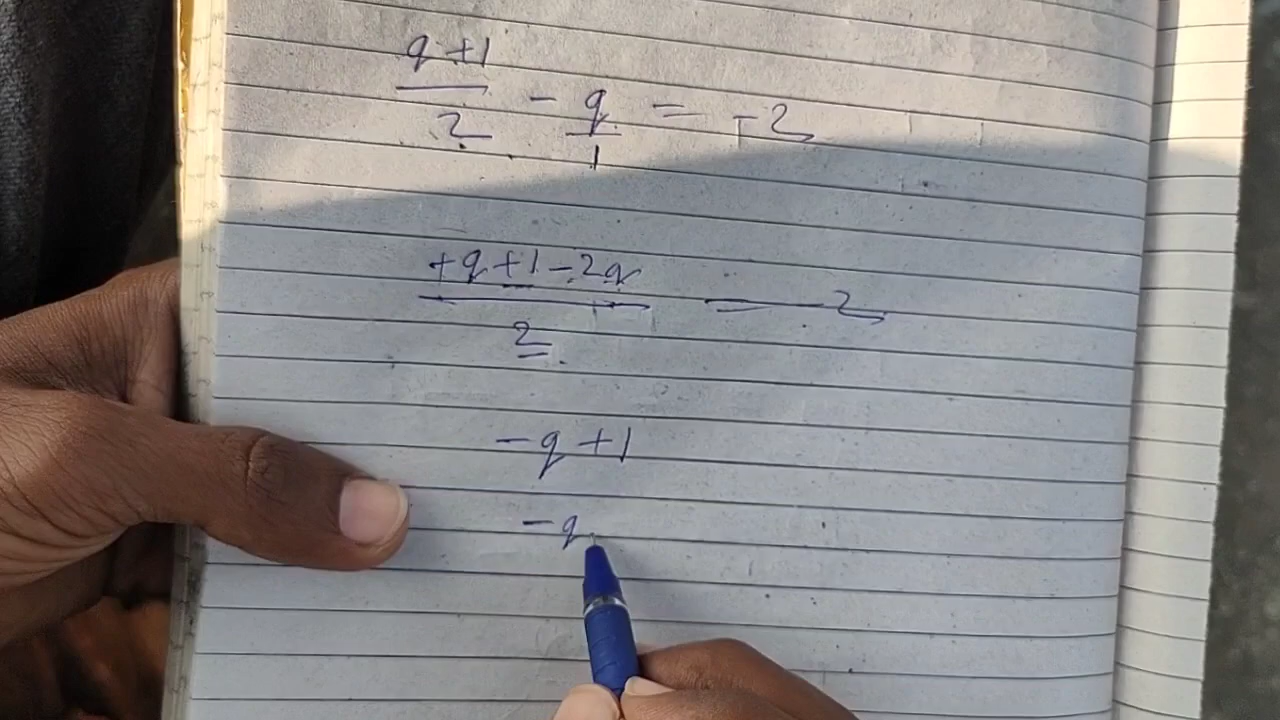 q+1/2 - q/1 = -2
+q+1-2q/2 = -2
-q+1
-q